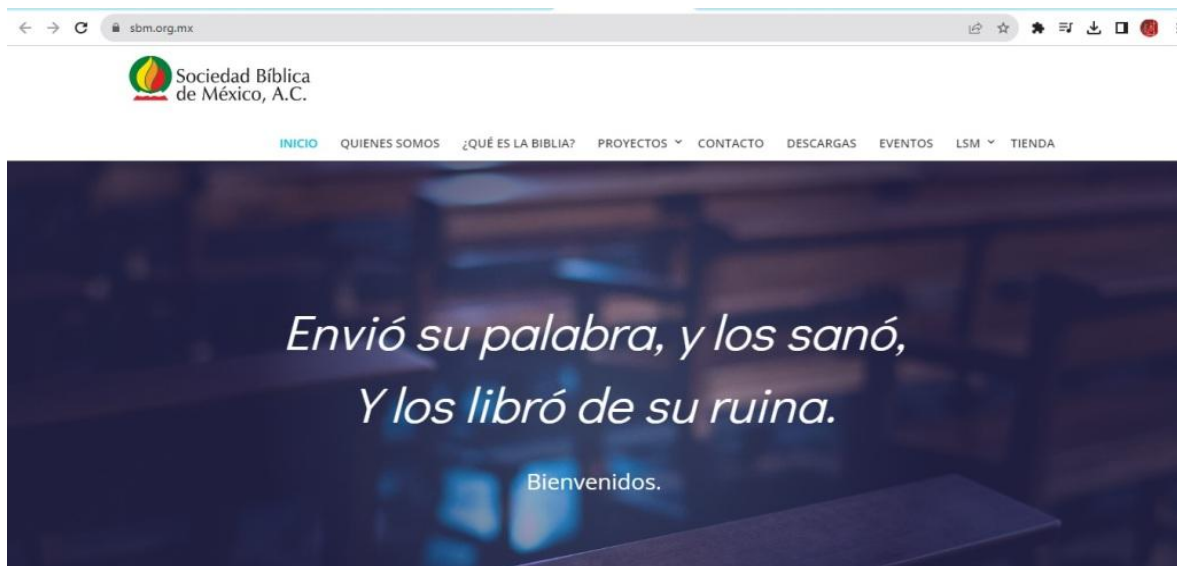 sbm.org.mx
Sociedad Bíblica
de México, A.C.
INICIO QUIENES SOMOS ¿QUÉ ES LA BIBLIA? PROYECTOS CONTACTO DESCARGAS EVENTOS LSM TIENDA
Envió su palabra, y los sanó,
Y los libró de su ruina.
Bienvenidos.